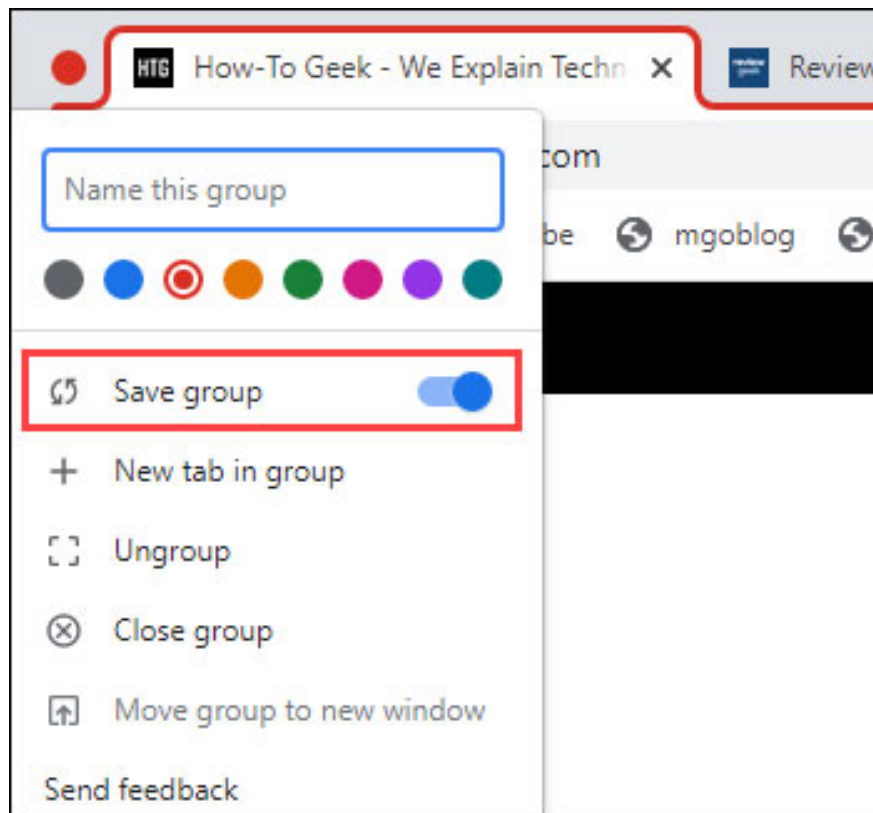 HTG How-To Geek - We Explain Techn
Review
Name this group
com
be mgoblog
Save group
New tab in group
Ungroup
Close group
Move group to new window
Send feedback